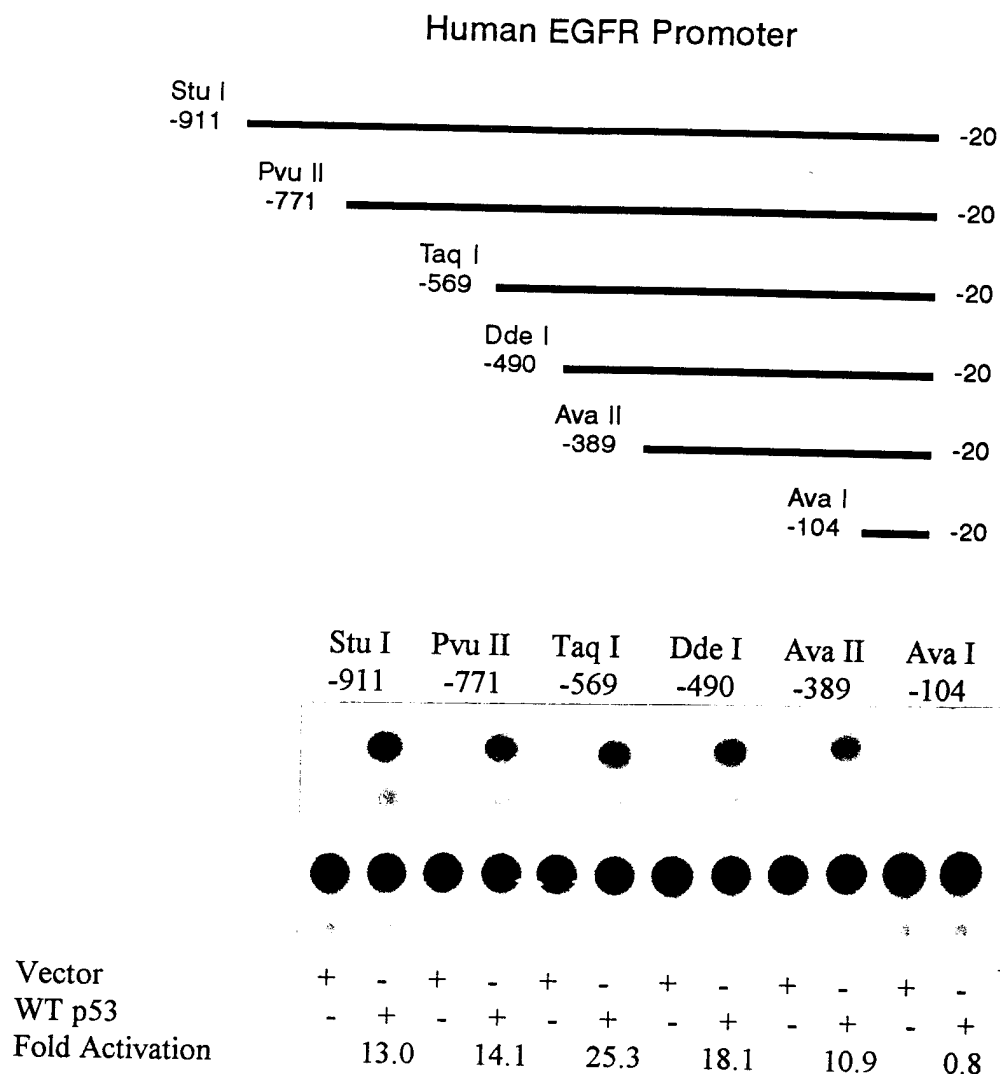 Human EGFR Promoter
Stu I
-911
-20
Pvu II
-771
-20
Taq I
-569
-20
Dde I
-490
-20
Ava II
-389
-20
Ava I
-104
-20
Stu I Pvu II Taq I Dde I Ava II Ava I
-911 -771 -569 -490 -389 -104
Vector + - + - + - + - + - + -
WT p53 - + - + - + - + - + - +
Fold Activation 13.0 14.1 25.3 18.1 10.9 0.8